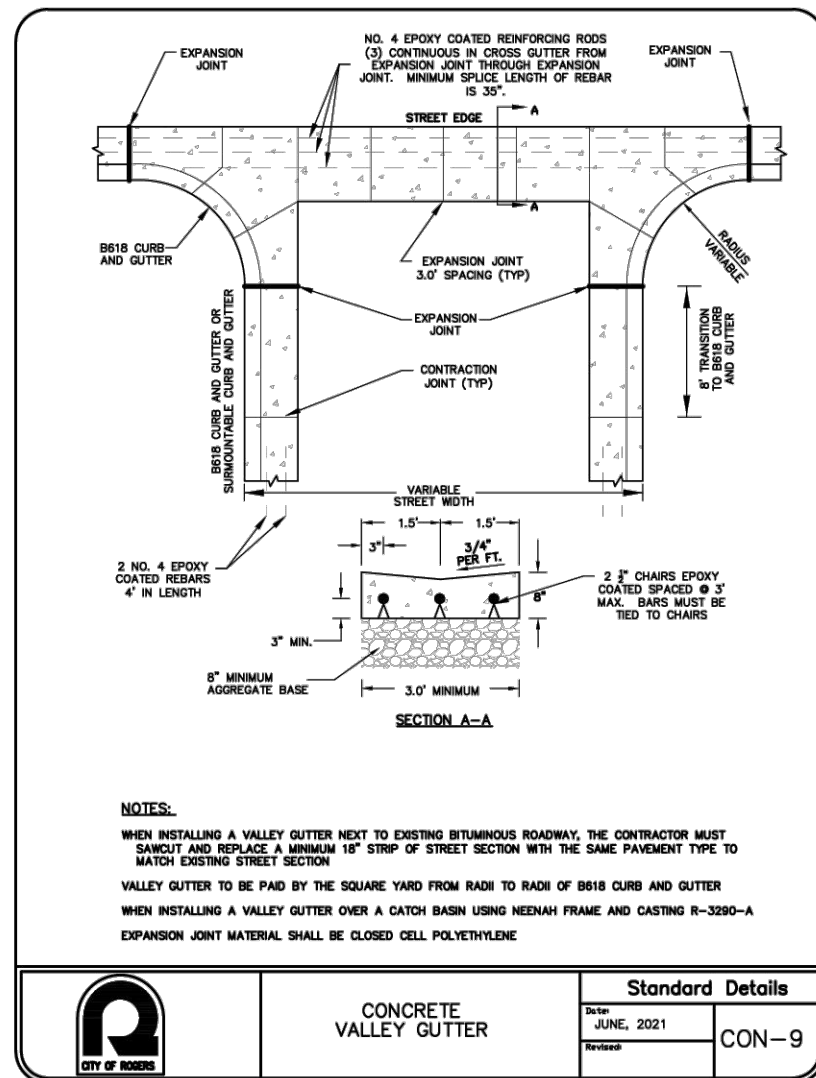 NO. 4 EPOXY COATED REINFORCING RODS
(3) CONTINUOUS IN CROSS GUTTER FROM
EXPANSION JOINT THROUGH EXPANSION
JOINT. MINIMUM SPLICE LENGTH OF REBAR
IS 35".
EXPANSION
JOINT
EXPANSION
JOINT
STREET EDGE
A
A
B618 CURB
AND GUTTER
EXPANSION JOINT
3.0' SPACING (TYP)
RADIUS
VARIABLE
EXPANSION
JOINT
B618 CURB AND GUTTER OR
SURMOUNTABLE CURB AND GUTTER
CONTRACTION
JOINT (TYP)
8' TRANSITION
TO B618 CURB
AND GUTTER
VARIABLE
STREET WIDTH
2 NO. 4 EPOXY
COATED REBARS
4' IN LENGTH
1.5'
1.5'
3"
3/4"
PER FT.
8"
2 ½" CHAIRS EPOXY
COATED SPACED @ 3'
MAX. BARS MUST BE
TIED TO CHAIRS
3" MIN.
8" MINIMUM
AGGREGATE BASE
3.0' MINIMUM
SECTION A-A
NOTES:
WHEN INSTALLING A VALLEY GUTTER NEXT TO EXISTING BITUMINOUS ROADWAY, THE CONTRACTOR MUST
SAWCUT AND REPLACE A MINIMUM 18" STRIP OF STREET SECTION WITH THE SAME PAVEMENT TYPE TO
MATCH EXISTING STREET SECTION
VALLEY GUTTER TO BE PAID BY THE SQUARE YARD FROM RADII TO RADII OF B618 CURB AND GUTTER
WHEN INSTALLING A VALLEY GUTTER OVER A CATCH BASIN USING NEENAH FRAME AND CASTING R-3290-A
EXPANSION JOINT MATERIAL SHALL BE CLOSED CELL POLYETHYLENE
R
CITY OF ROGERS
CONCRETE
VALLEY GUTTER
Standard Details
Date:
JUNE, 2021
Revised:
CON-9